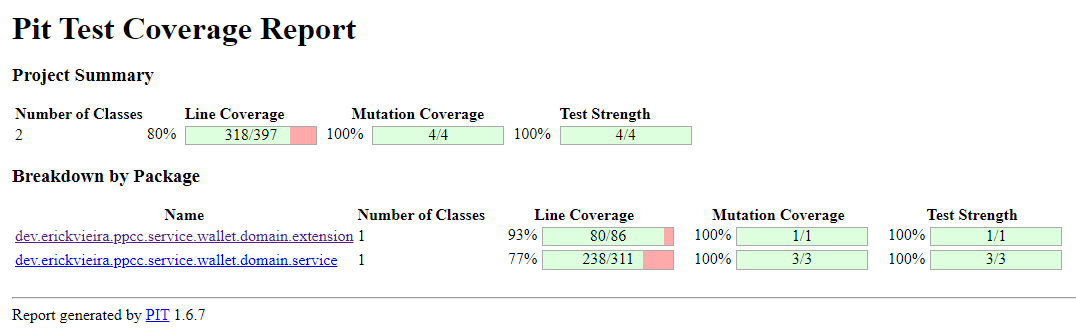 Pit Test Coverage Report
Project Summary
Number of Classes Line Coverage Mutation Coverage Test Strength
2 80% 318/397 100% 4/4 100% 4/4
Breakdown by Package
Name Number of Classes Line Coverage Mutation Coverage Test Strength
dev.erickvieira.ppcc.service.wallet.domain.extension 1 93% 80/86 100% 1/1 100% 1/1
dev.erickvieira.ppcc.service.wallet.domain.service 1 77% 238/311 100% 3/3 100% 3/3
Report generated by PIT 1.6.7